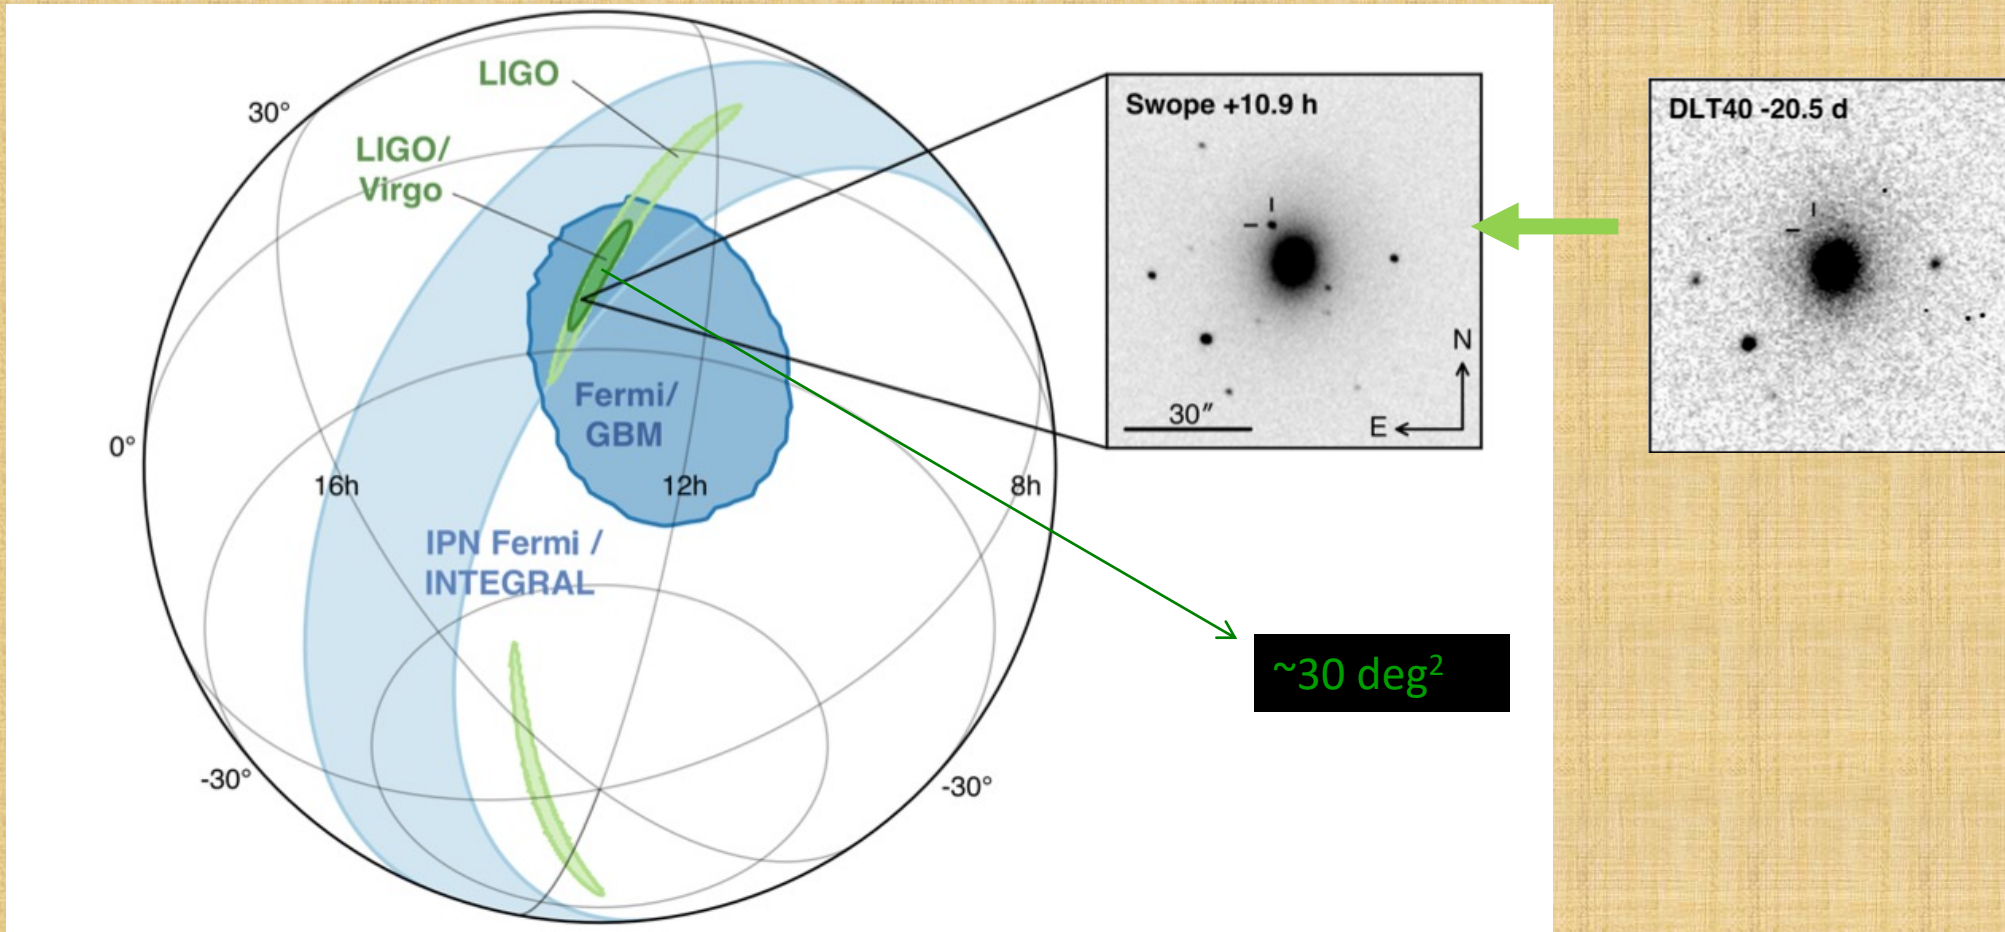 LIGO
30°
LIGO/
Virgo
0°
16h
12h
8h
Fermi/
GBM
IPN Fermi /
INTEGRAL
-30°
-30°
Swope +10.9 h
N
30″
E
DLT40 -20.5 d
~30 deg²